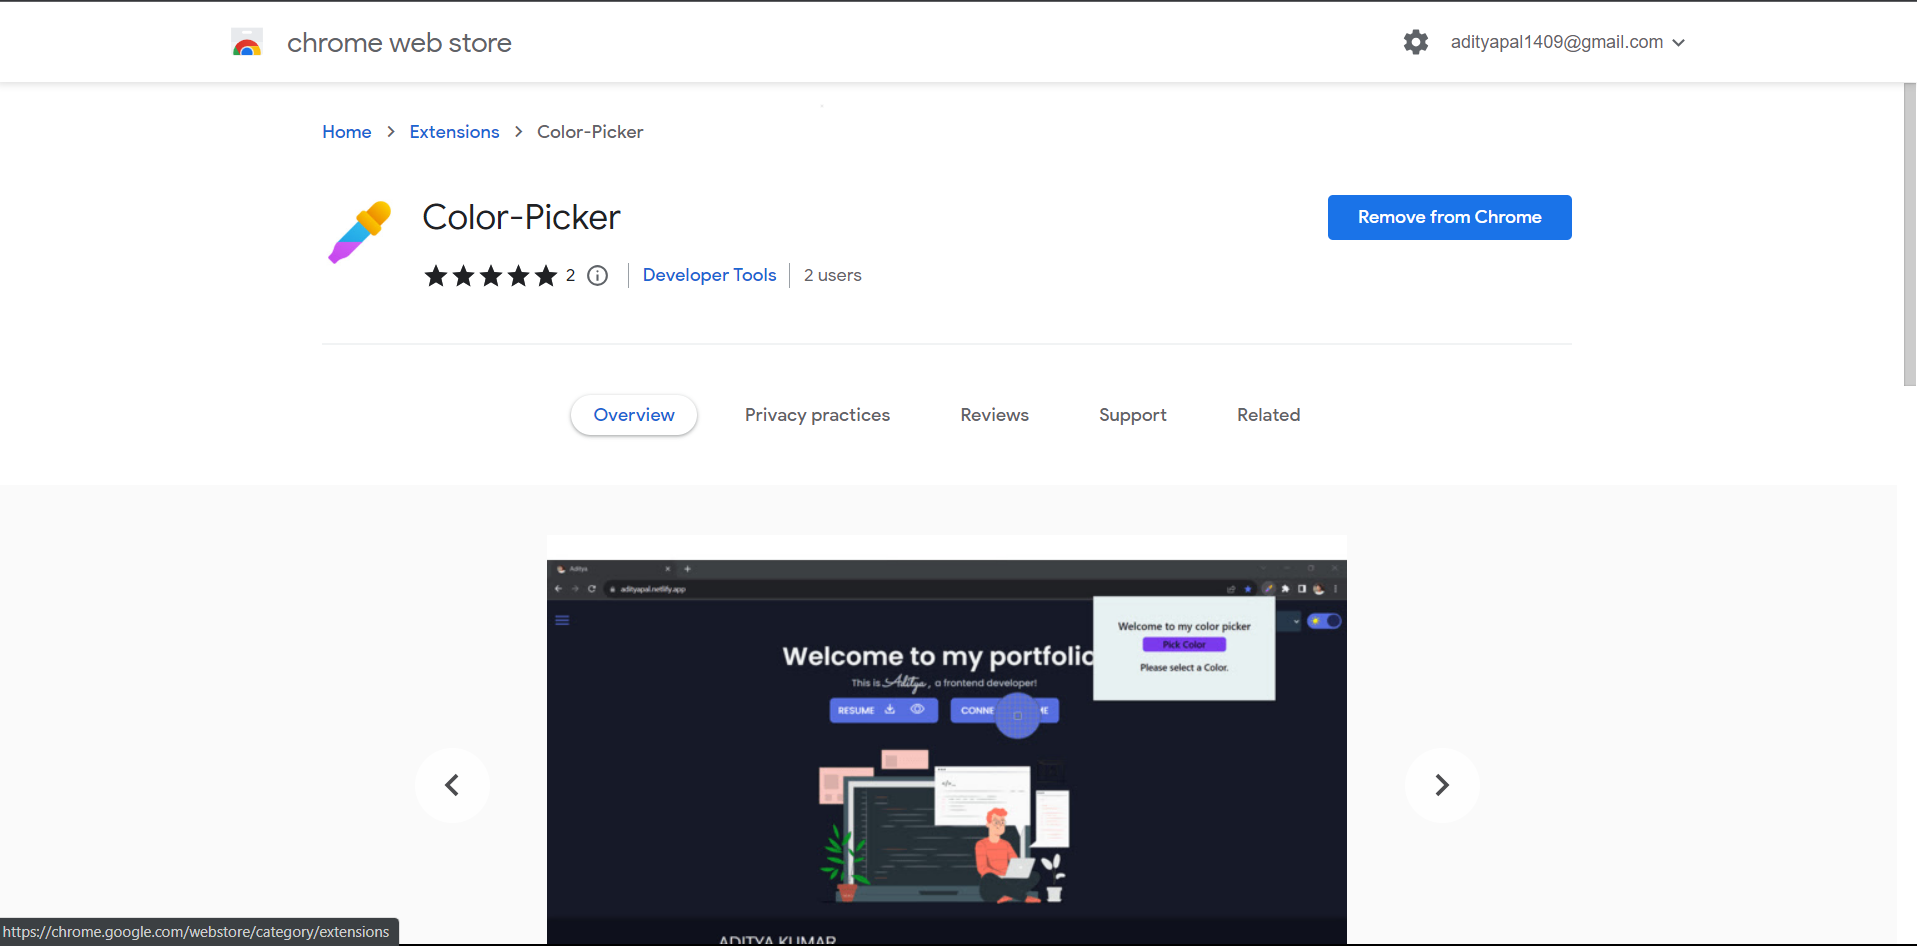 chrome web store
adityapal1409@gmail.com
Home > Extensions > Color-Picker
Color-Picker
Remove from Chrome
2
Developer Tools
2 users
Overview
Privacy practices
Reviews
Support
Related
Aditya
adityapal.netlify.app
Welcome to my color picker
Pick Color
Please select a Color.
Welcome to my portfolio
This is Aditya, a frontend developer!
RESUME
CONNE ME
https://chrome.google.com/webstore/category/extensions
ADITYA KUMAR